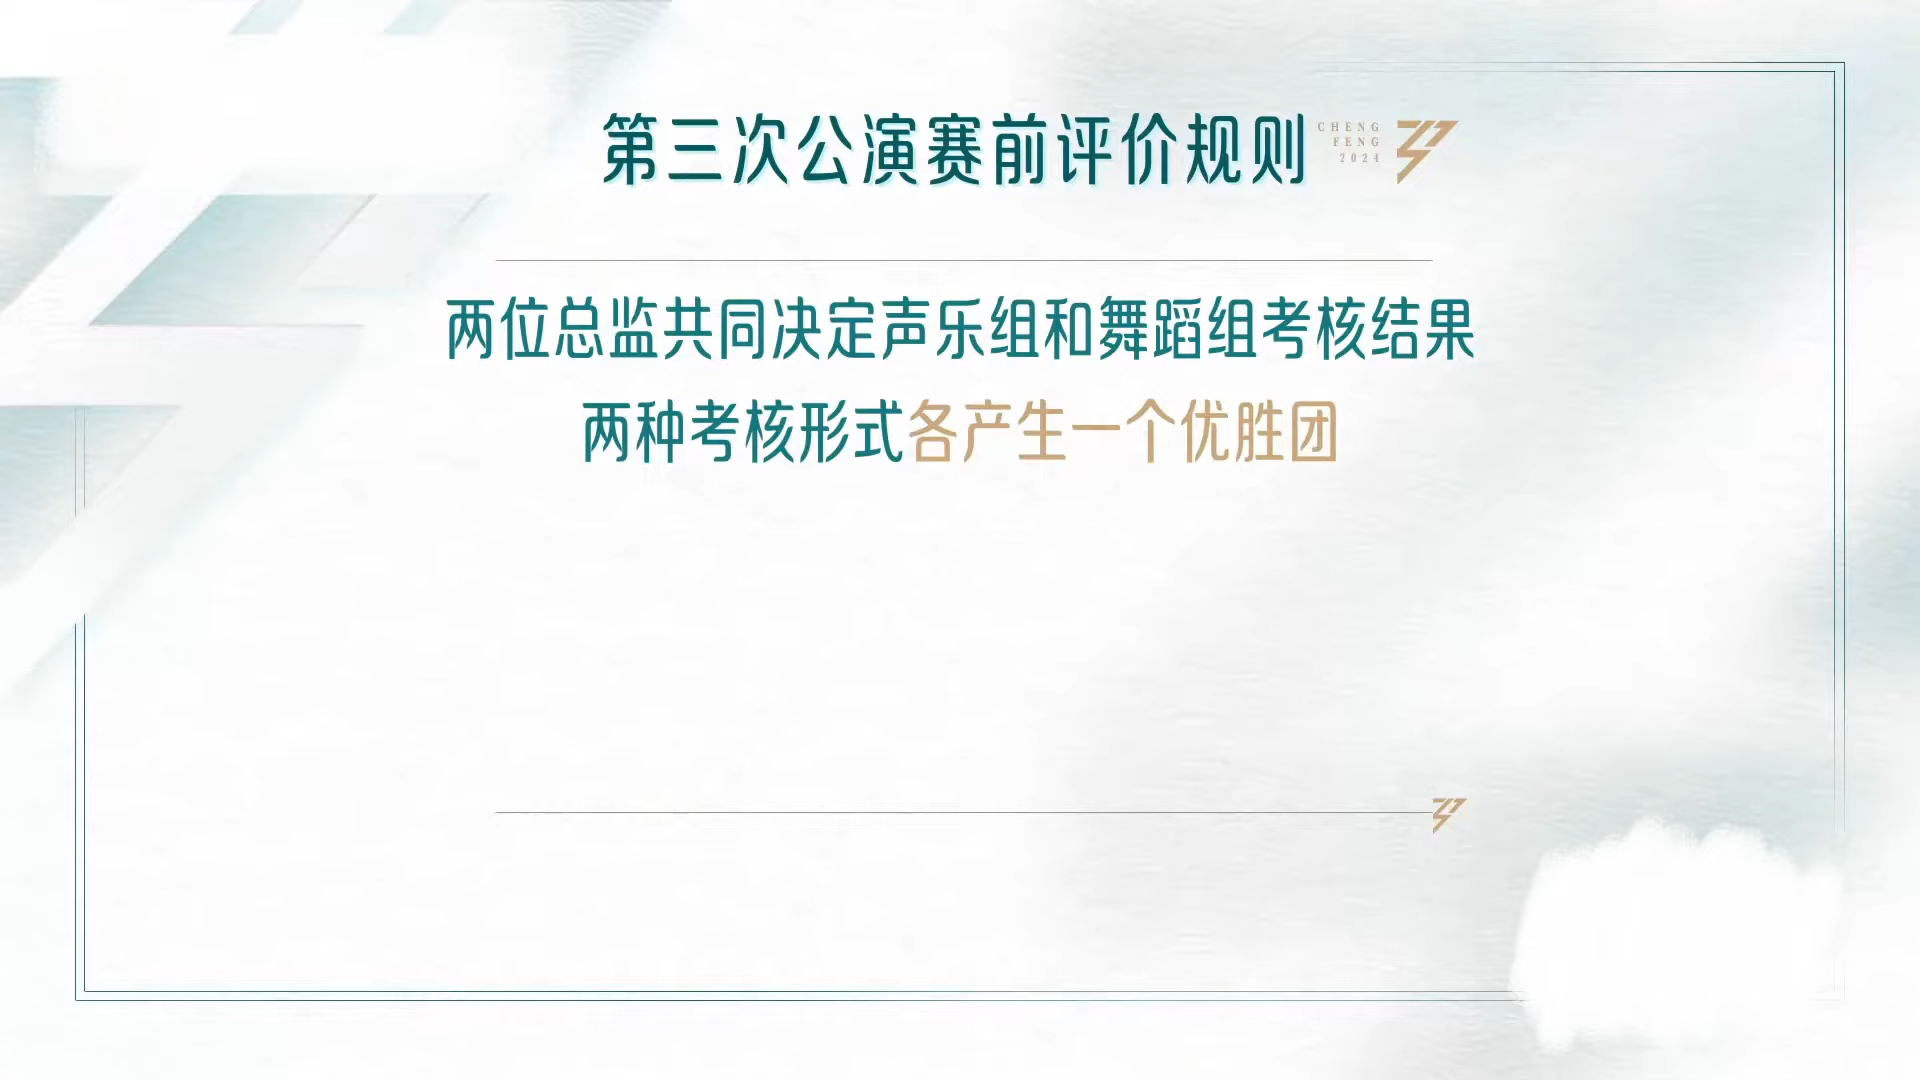 第三次公演赛前评价规则
CHENG
FENG
2024
两位总监共同决定声乐组和舞蹈组考核结果
两种考核形式各产生一个优胜团